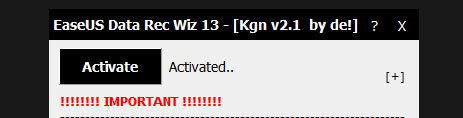 EaseUS Data Rec Wiz 13 - [Kgn v2.1 by de!] ? X
Activate Activated..
[+]
!!!!!!!! IMPORTANT !!!!!!!!